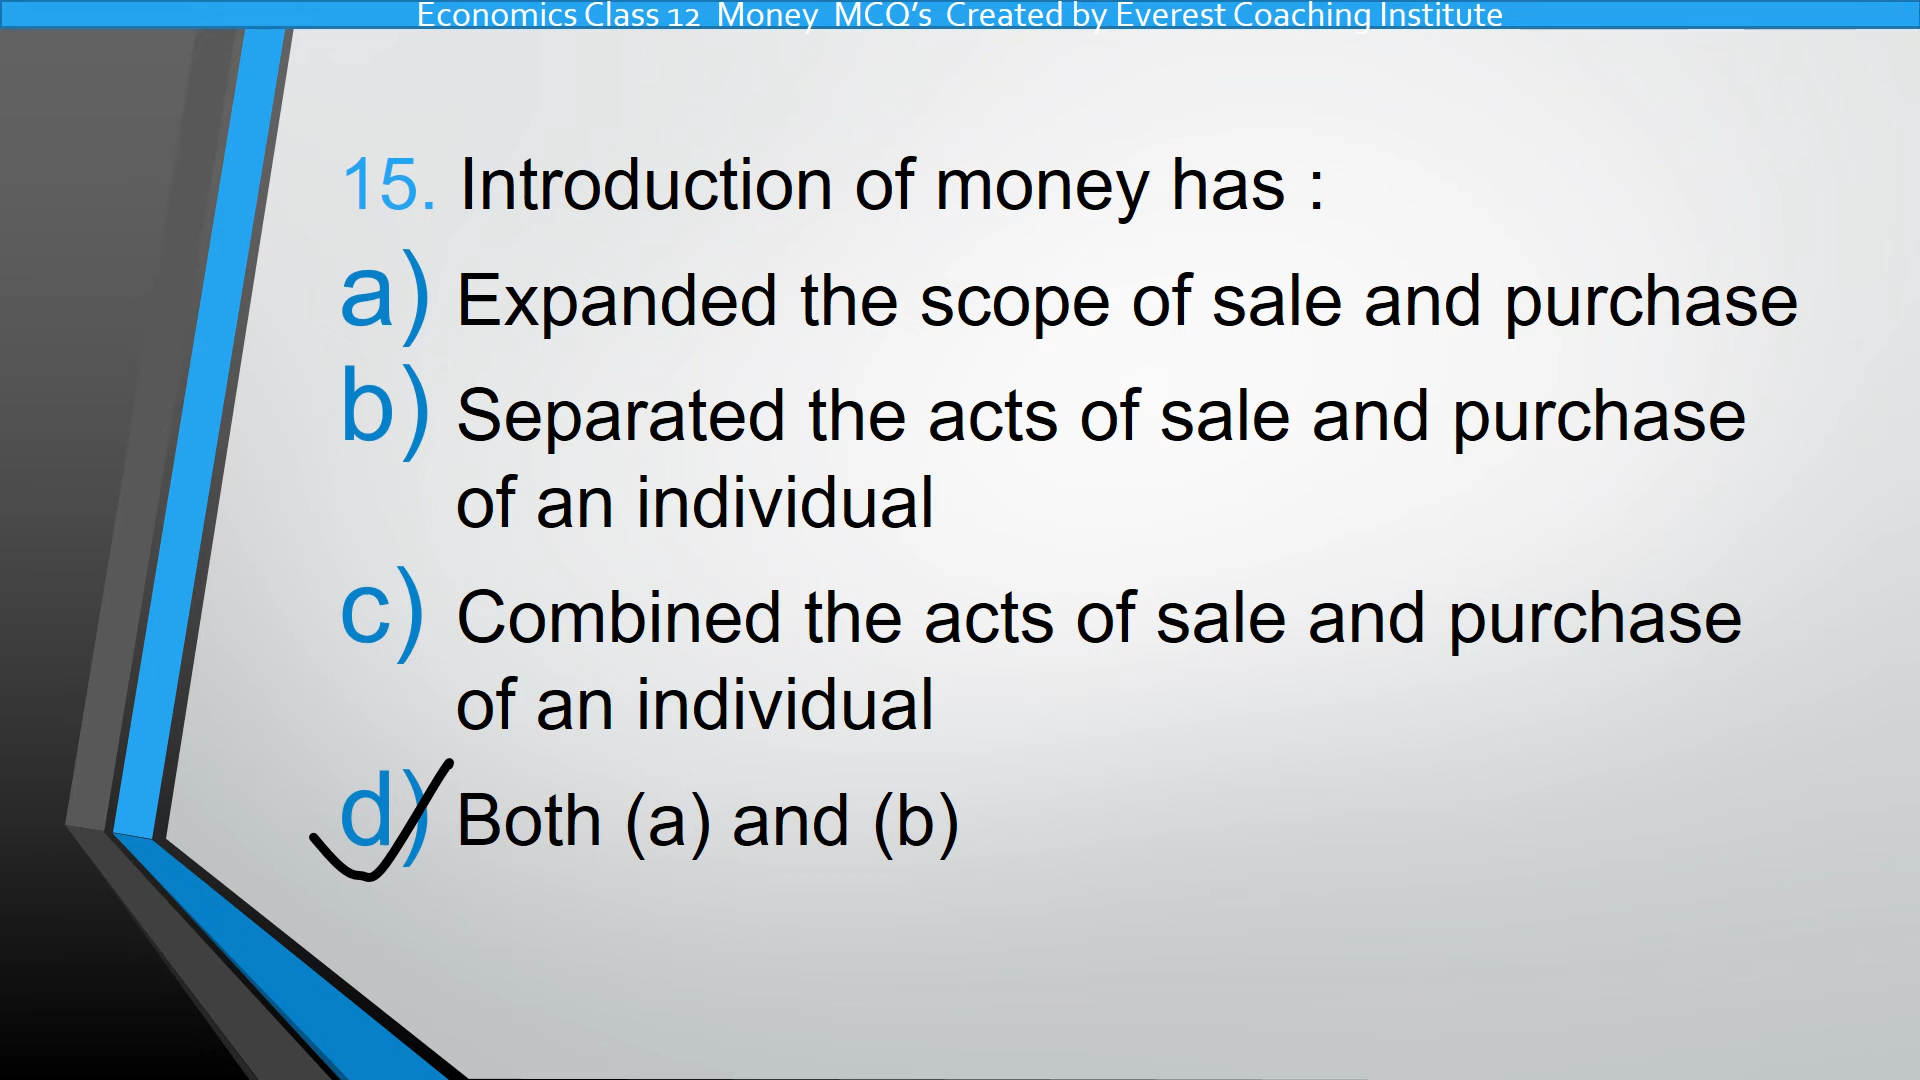 Economics Class 12 Money MCQ’s Created by Everest Coaching Institute
15. Introduction of money has :
a) Expanded the scope of sale and purchase
b) Separated the acts of sale and purchase
of an individual
c) Combined the acts of sale and purchase
of an individual
d) Both (a) and (b)